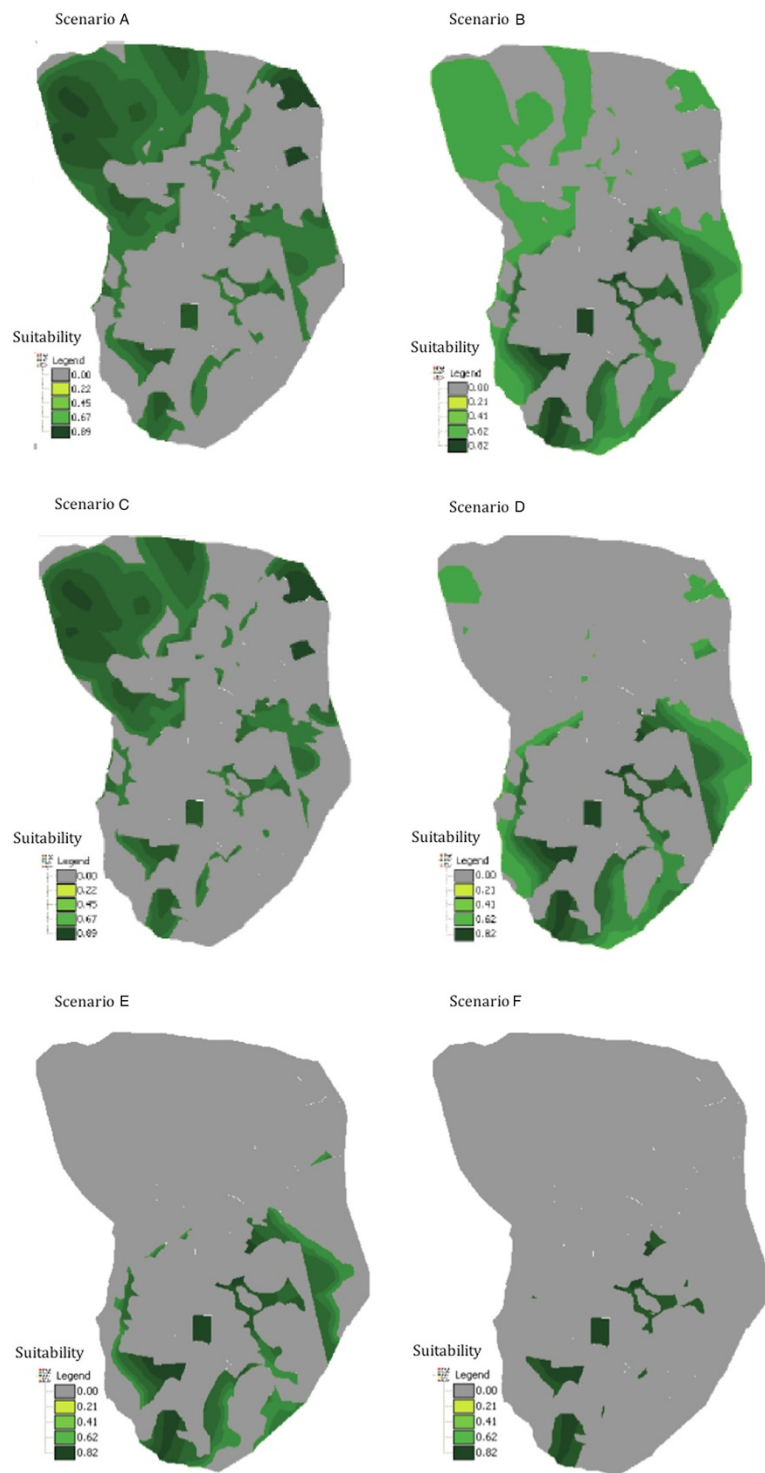 Scenario A
Suitability
Legend
0.00
0.22
0.45
0.67
0.89
Scenario B
Suitability
Legend
0.00
0.21
0.41
0.62
0.82
Scenario C
Suitability
Legend
0.00
0.22
0.45
0.67
0.89
Scenario D
Suitability
Legend
0.00
0.21
0.41
0.62
0.82
Scenario E
Suitability
Legend
0.00
0.21
0.41
0.62
0.82
Scenario F
Suitability
Legend
0.00
0.21
0.41
0.62
0.82